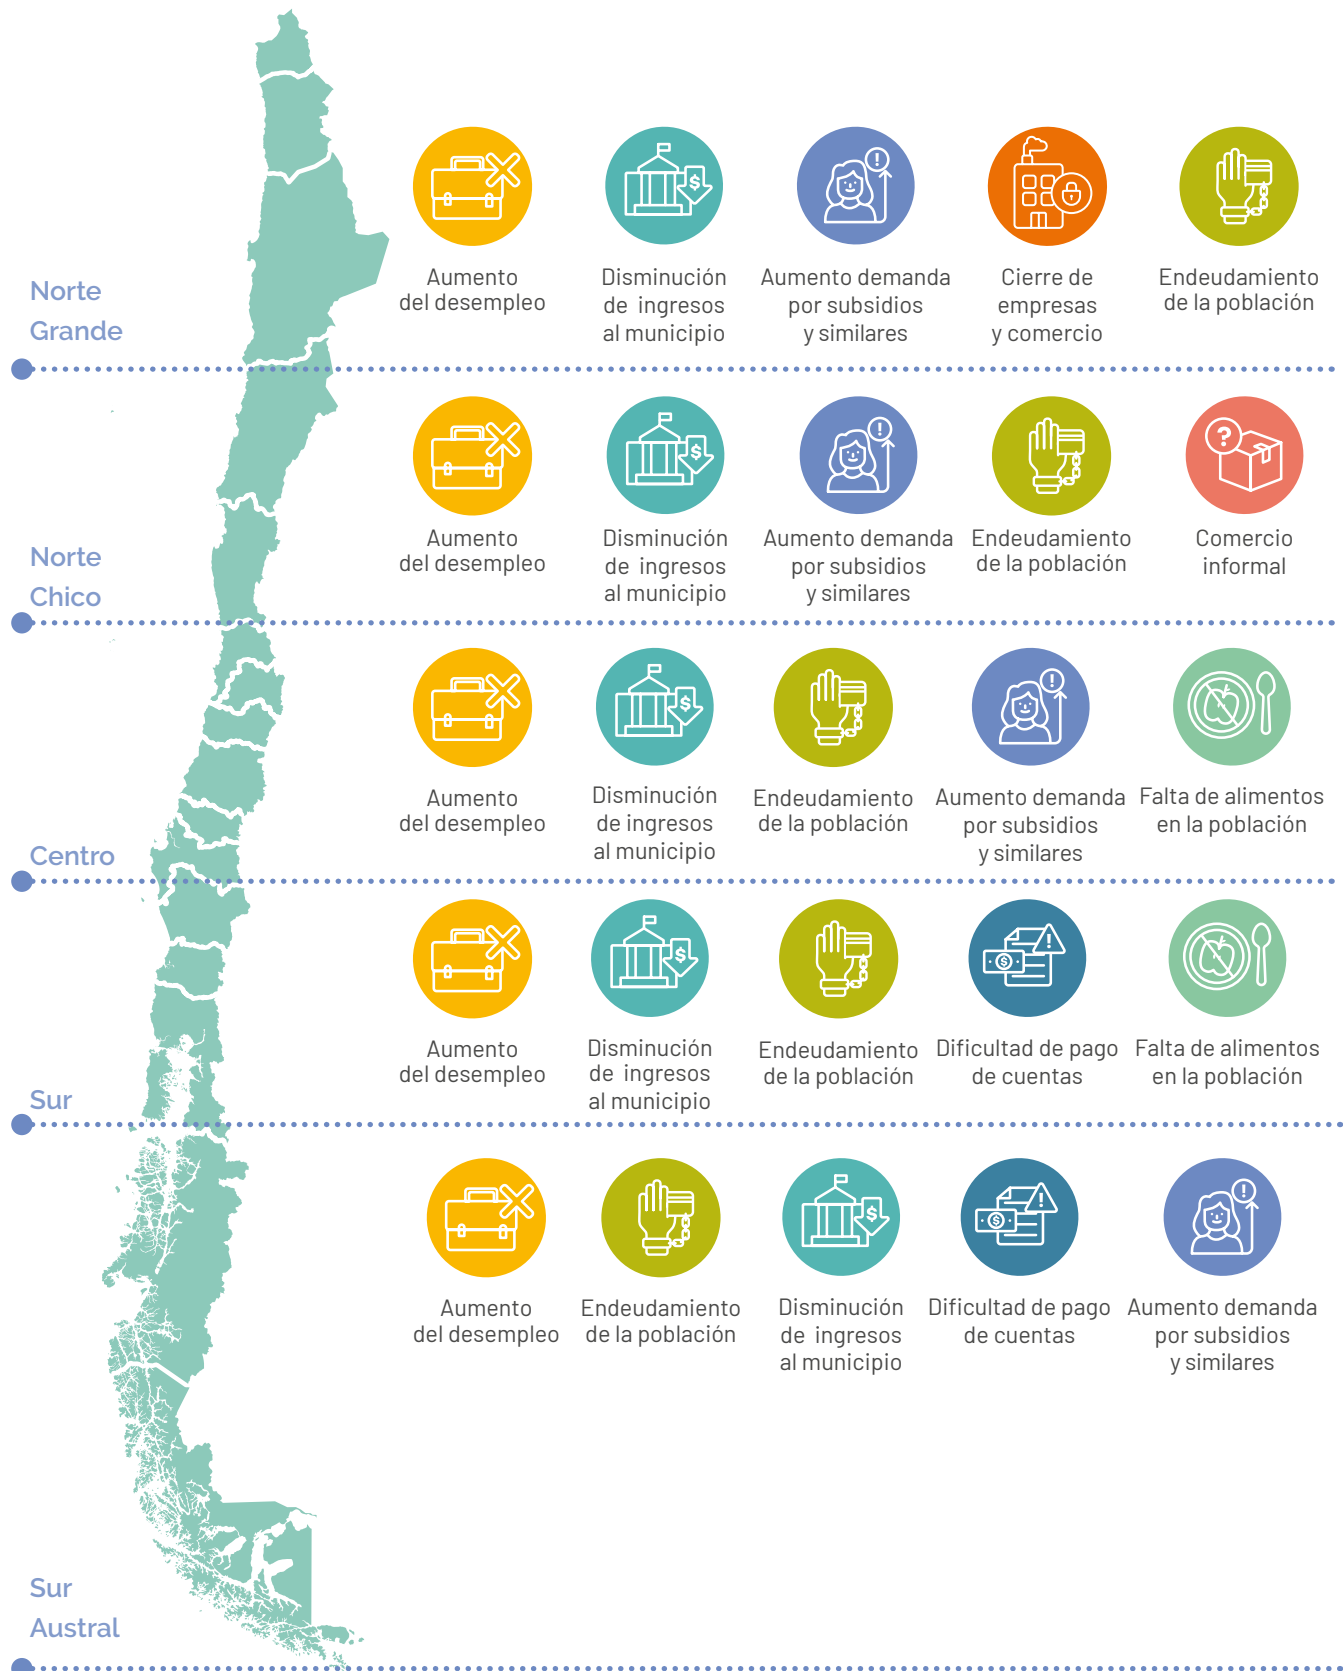 Norte
Grande
Aumento
del desempleo
Disminución
de ingresos
al municipio
Aumento demanda
por subsidios
y similares
Cierre de
empresas
y comercio
Endeudamiento
de la población
Norte
Chico
Aumento
del desempleo
Disminución
de ingresos
al municipio
Aumento demanda
por subsidios
y similares
Endeudamiento
de la población
Comercio
informal
Centro
Aumento
del desempleo
Disminución
de ingresos
al municipio
Endeudamiento
de la población
Aumento demanda
por subsidios
y similares
Falta de alimentos
en la población
Sur
Aumento
del desempleo
Disminución
de ingresos
al municipio
Endeudamiento
de la población
Dificultad de pago
de cuentas
Falta de alimentos
en la población
Sur
Austral
Aumento
del desempleo
Endeudamiento
de la población
Disminución
de ingresos
al municipio
Dificultad de pago
de cuentas
Aumento demanda
por subsidios
y similares